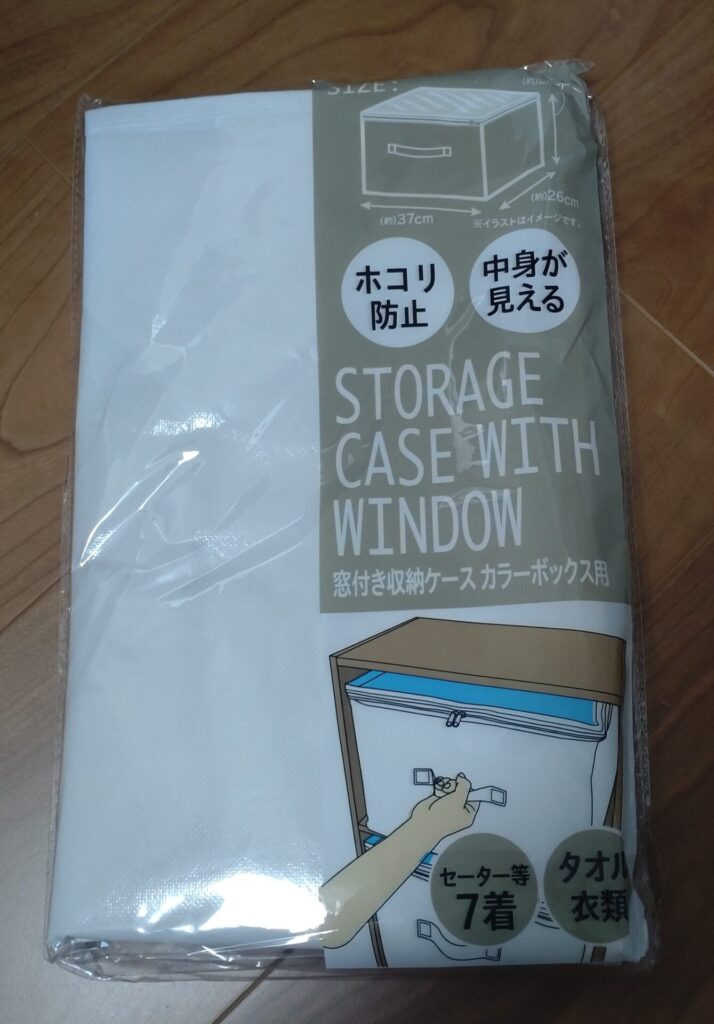 SIZE:
(約)26cm
(約)37cm
※イラストはイメージです。
ホコリ
防止
中身が
見える
STORAGE
CASE WITH
WINDOW
窓付き収納ケース カラーボックス用
セーター等
7着
タオル
衣類